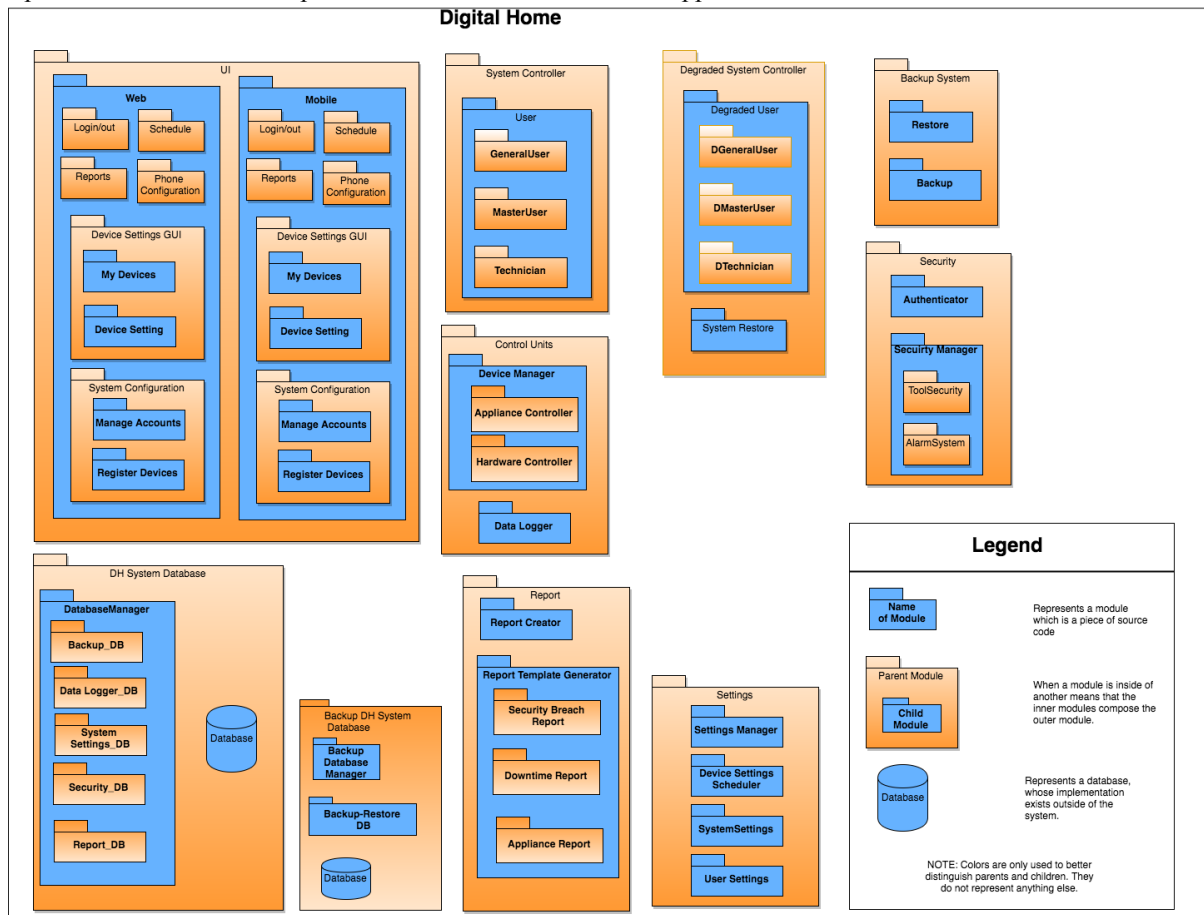 Digital Home
UI
Web
Login/out
Schedule
Reports
Phone
Configuration
Device Settings GUI
My Devices
Device Setting
System Configuration
Manage Accounts
Register Devices
Mobile
Login/out
Schedule
Reports
Phone
Configuration
Device Settings GUI
My Devices
Device Setting
System Configuration
Manage Accounts
Register Devices
System Controller
User
GeneralUser
MasterUser
Technician
Degraded System Controller
Degraded User
DGeneralUser
DMasterUser
DTechnician
System Restore
Backup System
Restore
Backup
Control Units
Device Manager
Appliance Controller
Hardware Controller
Data Logger
Security
Authenticator
Secuirty Manager
ToolSecurity
AlarmSystem
DH System Database
DatabaseManager
Backup_DB
Data Logger_DB
System
Settings_DB
Security_DB
Report_DB
Database
Backup DH System
Database
Backup
Database
Manager
Backup-Restore
DB
Database
Report
Report Creator
Report Template Generator
Security Breach
Report
Downtime Report
Appliance Report
Settings
Settings Manager
Device Settings
Scheduler
SystemSettings
User Settings
Legend
Name
of Module
Represents a module
which is a piece of source
code
Parent Module
Child
Module
When a module is inside of
another means that the
inner modules compose the
outer module.
Database
Represents a database,
whose implementation
exists outside of the
system.
NOTE: Colors are only used to better
distinguish parents and children. They
do not represent anything else.